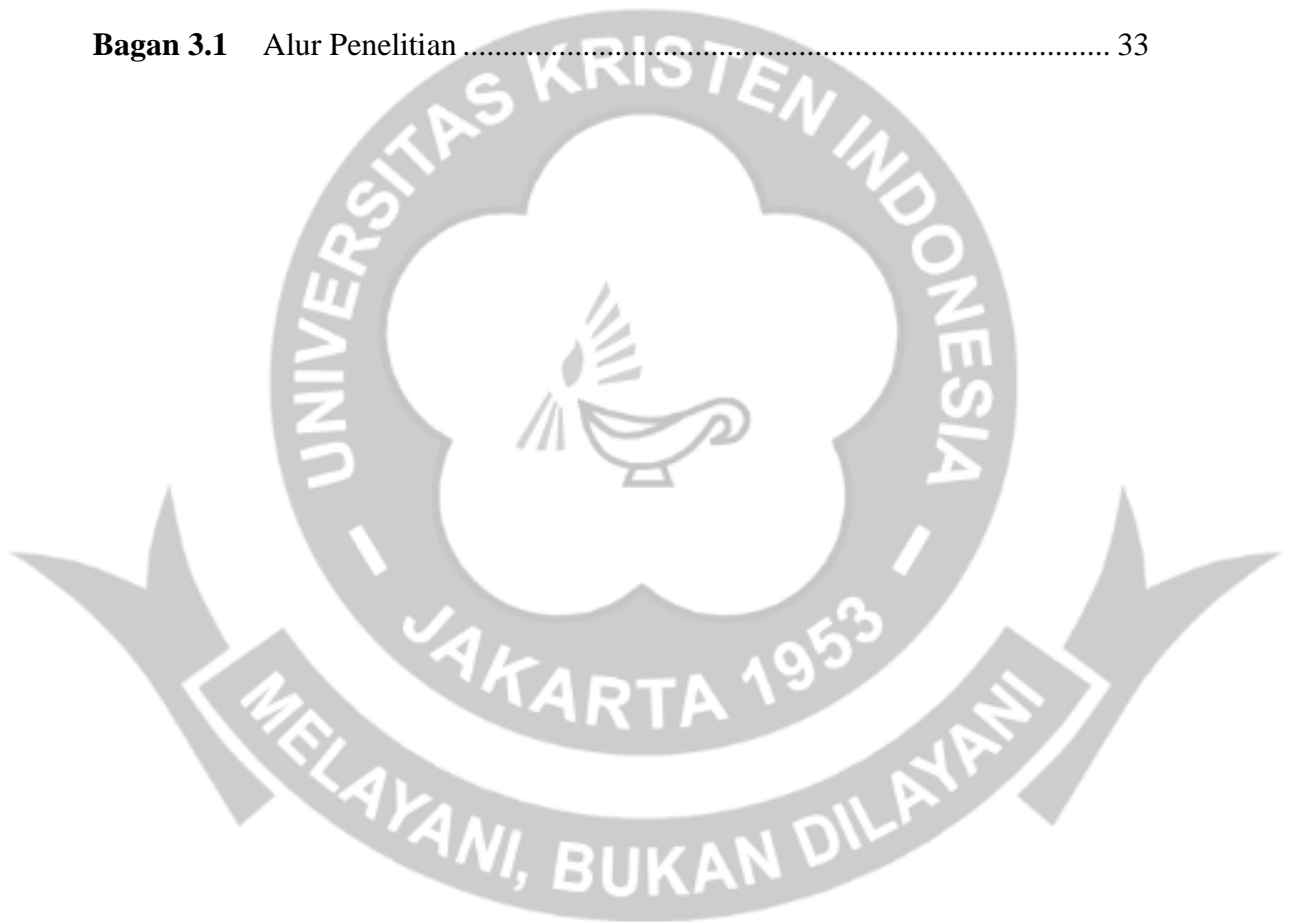 Bagan 3.1 Alur Penelitian ................................................................................. 33
UNIVERSITAS KRISTEN INDONESIA
JAKARTA 1953
MELAYANI, BUKAN DILAYANI